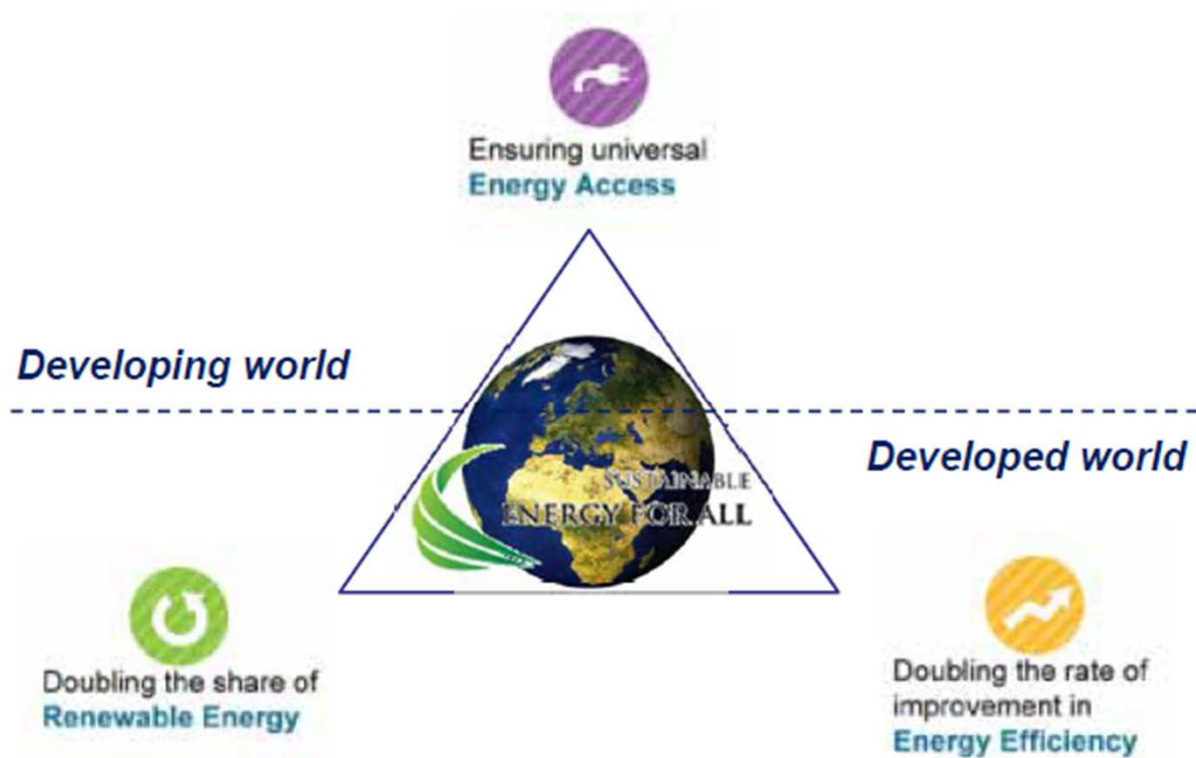 Ensuring universal
Energy Access
Developing world
Developed world
SUSTAINABLE
ENERGY FOR ALL
Doubling the share of
Renewable Energy
Doubling the rate of
improvement in
Energy Efficiency